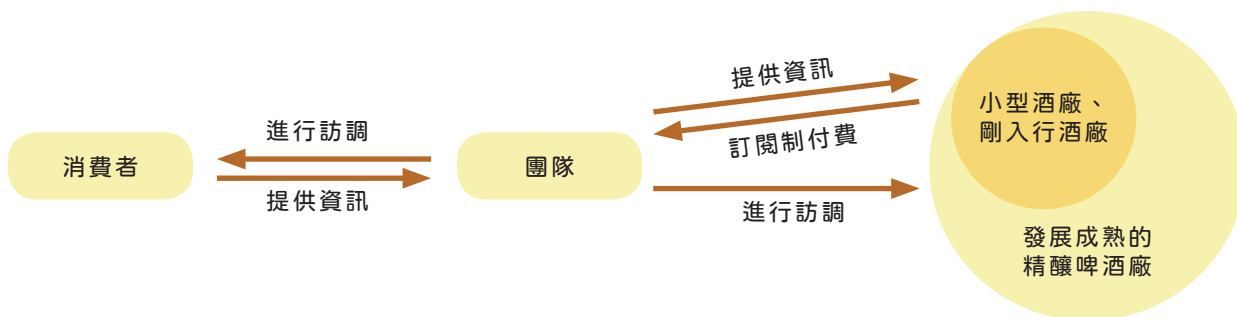 消費者
進行訪調
提供資訊
團隊
提供資訊
訂閱制付費
進行訪調
小型酒廠、
剛入行酒廠
發展成熟的
精釀啤酒廠